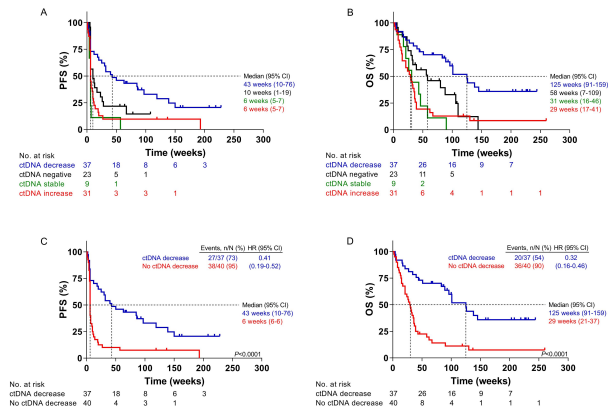 A
PFS (%)
100
75
50
25
0
0 50 100 150 200 250 300
Time (weeks)
Median (95% CI)
43 weeks (10-76)
10 weeks (1-19)
6 weeks (5-7)
6 weeks (5-7)
No. at risk
ctDNA decrease 37 18 8 6 3
ctDNA negative 23 5 1
ctDNA stable 9 1
ctDNA increase 31 3 3 1
B
OS (%)
100
75
50
25
0
0 50 100 150 200 250 300
Time (weeks)
Median (95% CI)
125 weeks (91-159)
58 weeks (7-109)
31 weeks (16-46)
29 weeks (17-41)
No. at risk
ctDNA decrease 37 26 16 9 7
ctDNA negative 23 11 5
ctDNA stable 9 2
ctDNA increase 31 6 4 1 1 1
C
PFS (%)
100
75
50
25
0
0 50 100 150 200 250 300
Time (weeks)
Events, n/N (%) HR (95% CI)
ctDNA decrease 27/37 (73) 0.41
No ctDNA decrease 38/40 (95) (0.19-0.52)
Median (95% CI)
43 weeks (10-76)
6 weeks (6-6)
P<0.0001
No. at risk
ctDNA decrease 37 18 8 6 3
No ctDNA decrease 40 4 3 1
D
OS (%)
100
75
50
25
0
0 50 100 150 200 250 300
Time (weeks)
Events, n/N (%) HR (95% CI)
ctDNA decrease 20/37 (54) 0.32
No ctDNA decrease 36/40 (90) (0.16-0.46)
Median (95% CI)
125 weeks (91-159)
29 weeks (21-37)
P<0.0001
No. at risk
ctDNA decrease 37 26 16 9 7
No ctDNA decrease 40 8 4 1 1 1